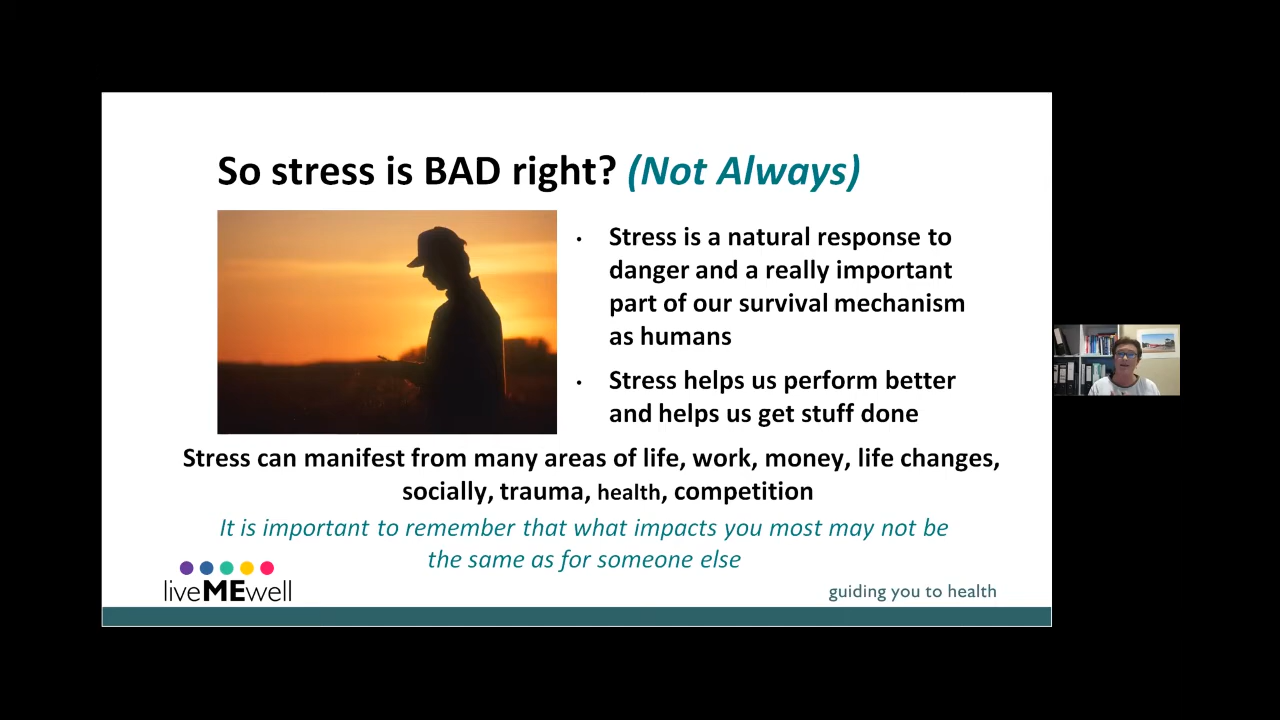 So stress is BAD right? (Not Always)
• Stress is a natural response to
danger and a really important
part of our survival mechanism
as humans
• Stress helps us perform better
and helps us get stuff done
Stress can manifest from many areas of life, work, money, life changes,
socially, trauma, health, competition
It is important to remember that what impacts you most may not be
the same as for someone else
liveMEwell
guiding you to health